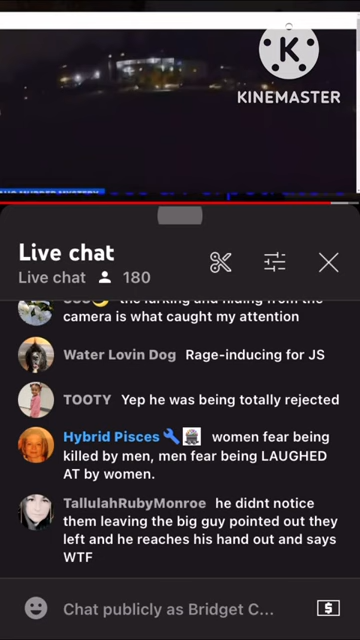 K
KINEMASTER
Live chat
Live chat 180
the lurking and hiding from the
camera is what caught my attention
Water Lovin Dog Rage-inducing for JS
TOOTY Yep he was being totally rejected
Hybrid Pisces women fear being
killed by men, men fear being LAUGHED
AT by women.
TallulahRubyMonroe he didnt notice
them leaving the big guy pointed out they
left and he reaches his hand out and says
WTF
Chat publicly as Bridget C...
$